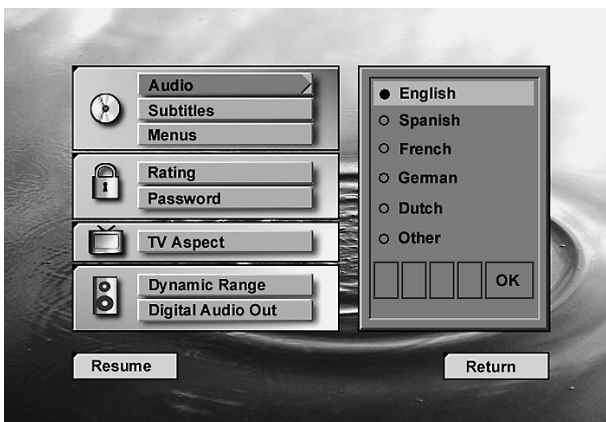 Audio
Subtitles
Menus
Rating
Password
TV Aspect
Dynamic Range
Digital Audio Out
English
Spanish
French
German
Dutch
Other
OK
Resume
Return